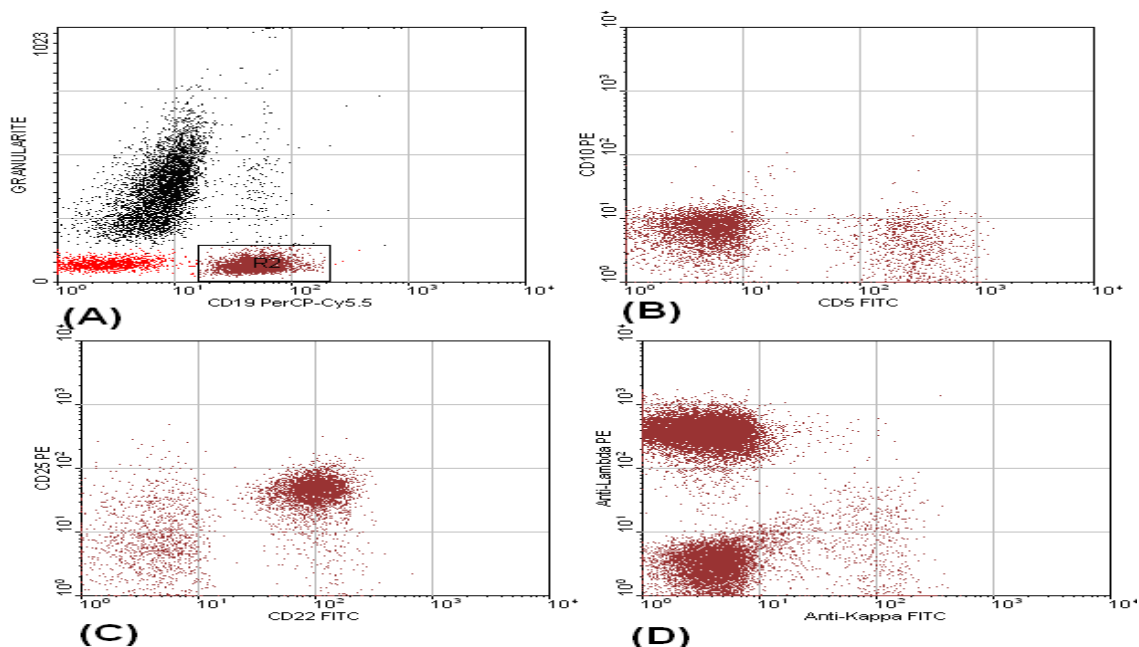 1023
GRANULARITE
0
R2
10⁰ 10¹ 10² 10³ 10⁴
CD19 PerCP-Cy5.5
(A)
10⁴
10³
CD10 PE
10²
10¹
10⁰
10⁰ 10¹ 10² 10³ 10⁴
CD5 FITC
(B)
10⁴
10³
CD25 PE
10²
10¹
10⁰
10⁰ 10¹ 10² 10³ 10⁴
CD22 FITC
(C)
10⁴
10³
Anti-Lambda PE
10²
10¹
10⁰
10⁰ 10¹ 10² 10³ 10⁴
Anti-Kappa FITC
(D)